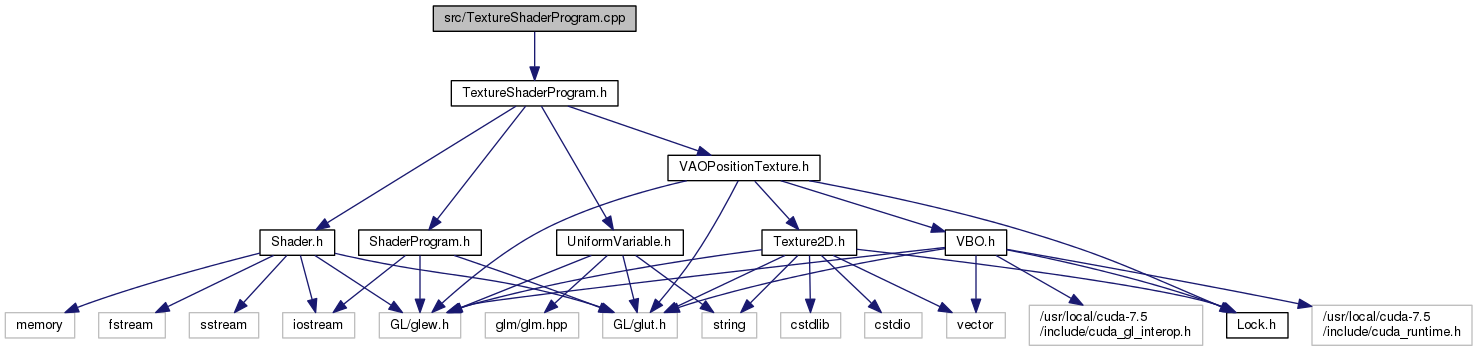 src/TextureShaderProgram.cpp
TextureShaderProgram.h
VAOPositionTexture.h
Shader.h
ShaderProgram.h
UniformVariable.h
Texture2D.h
VBO.h
memory
fstream
sstream
iostream
GL/glew.h
glm/glm.hpp
GL/glut.h
string
cstdlib
cstdio
vector
/usr/local/cuda-7.5
/include/cuda_gl_interop.h
Lock.h
/usr/local/cuda-7.5
/include/cuda_runtime.h